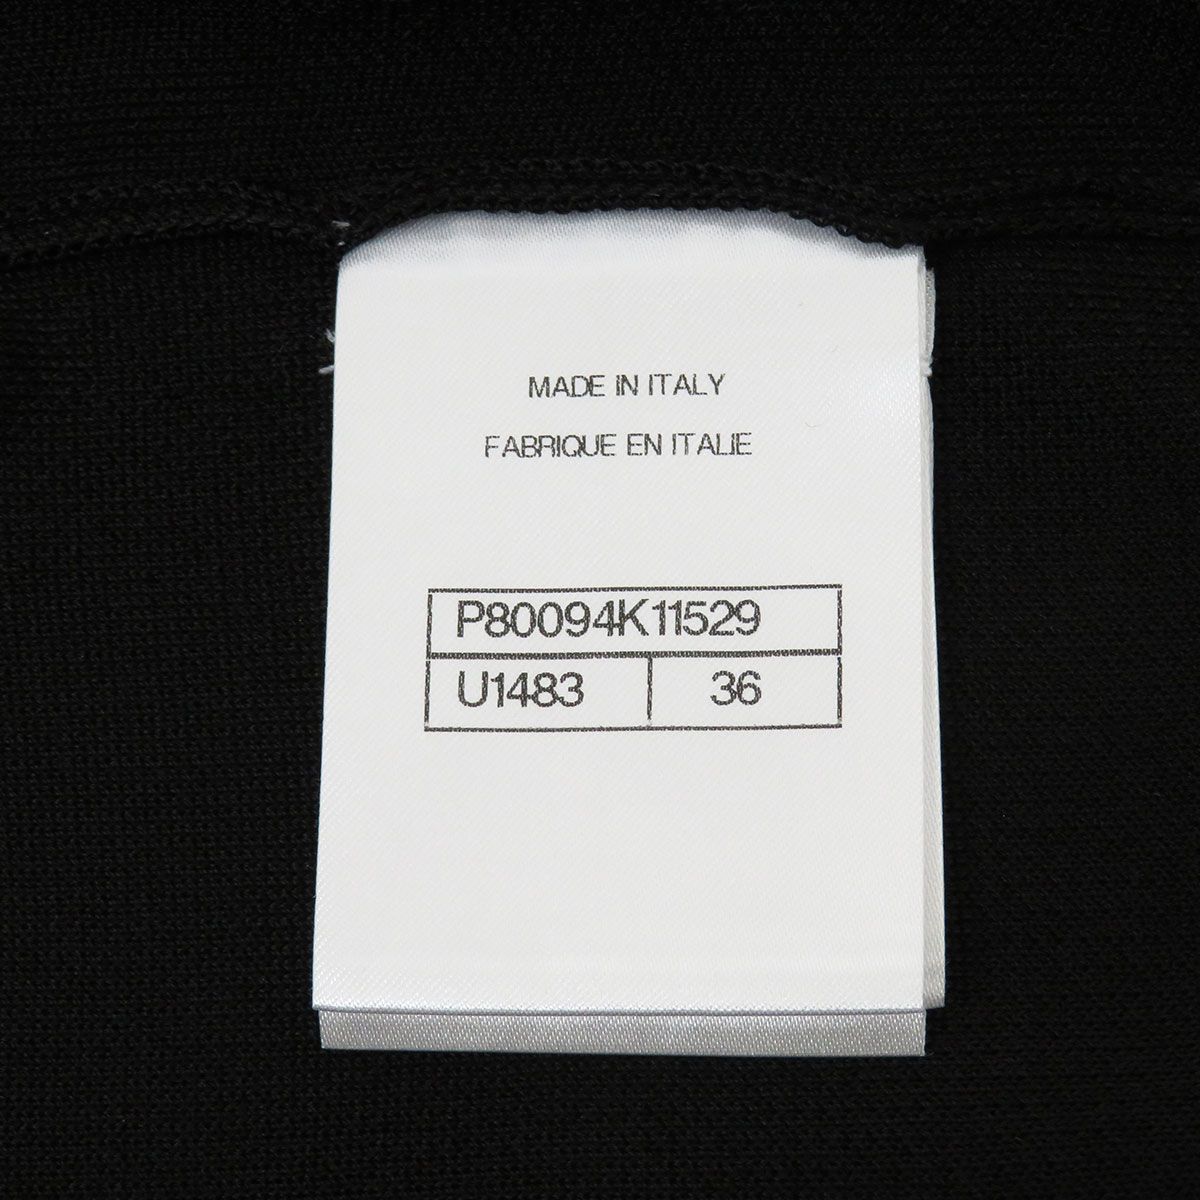 MADE IN ITALY
FABRIQUE EN ITALIE
P80094K11529
U1483 36